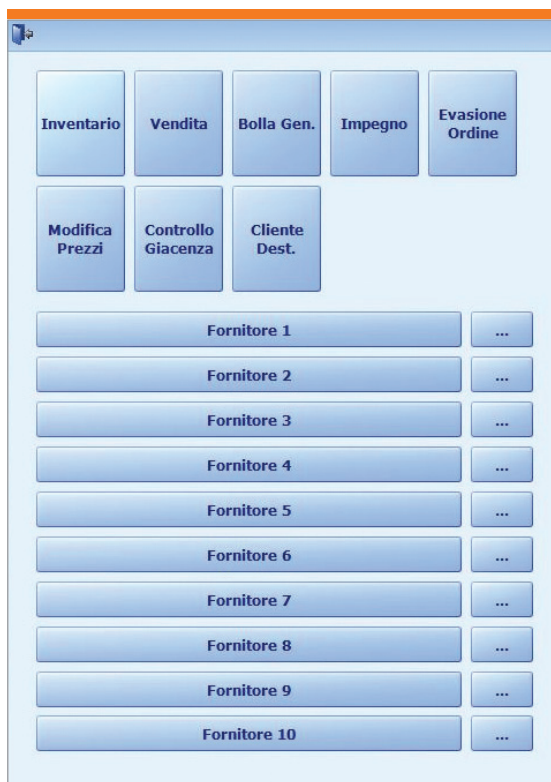 Inventario
Vendita
Bolla Gen.
Impegno
Evasione
Ordine
Modifica
Prezzi
Controllo
Giacenza
Cliente
Dest.
Fornitore 1 ...
Fornitore 2 ...
Fornitore 3 ...
Fornitore 4 ...
Fornitore 5 ...
Fornitore 6 ...
Fornitore 7 ...
Fornitore 8 ...
Fornitore 9 ...
Fornitore 10 ...